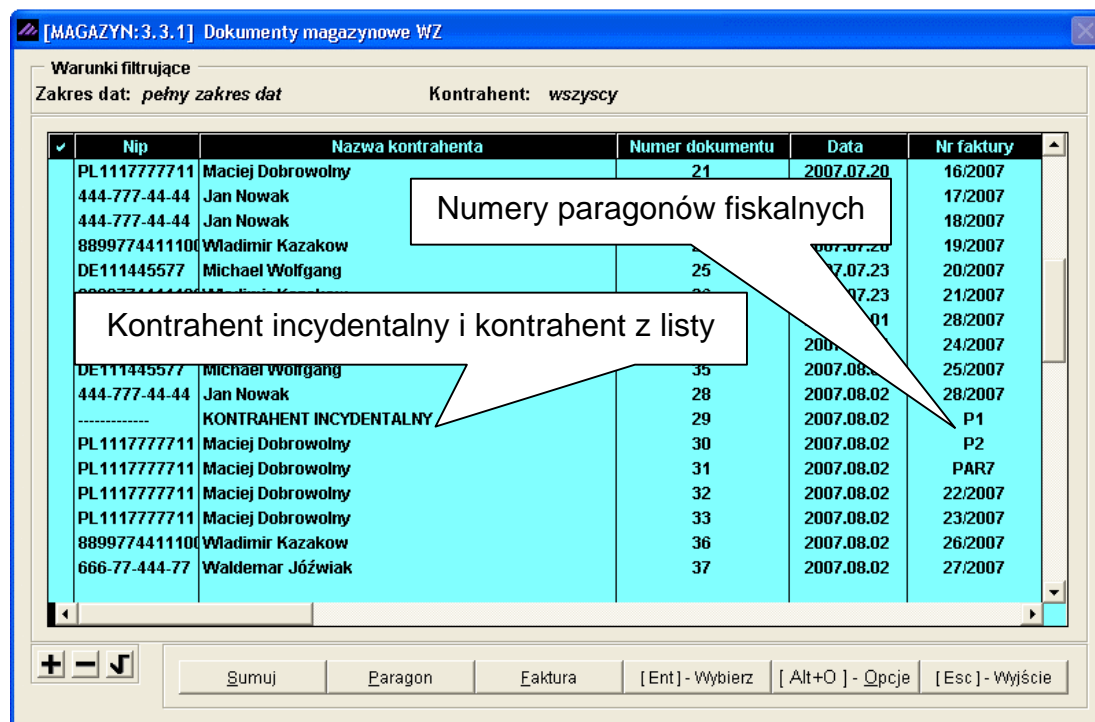 [MAGAZYN:3.3.1] Dokumenty magazynowe WZ
Warunki filtrujące
Zakres dat: pełny zakres dat Kontrahent: wszyscy
Nip Nazwa kontrahenta Numer dokumentu Data Nr faktury
PL1117777711 Maciej Dobrowolny 21 2007.07.20 16/2007
444-777-44-44 Jan Nowak 17/2007
444-777-44-44 Jan Nowak 18/2007
Numery paragonów fiskalnych
8899774411100 Wladimir Kazakow 19/2007
DE111445577 Michael Wolfgang 25 20/2007
21/2007
Kontrahent incydentalny i kontrahent z listy
28/2007
24/2007
DE111445577 Michael Wolfgang 35 25/2007
444-777-44-44 Jan Nowak 28 2007.08.02 28/2007
------------- KONTRAHENT INCYDENTALNY 29 2007.08.02 P1
PL1117777711 Maciej Dobrowolny 30 2007.08.02 P2
PL1117777711 Maciej Dobrowolny 31 2007.08.02 PAR7
PL1117777711 Maciej Dobrowolny 32 2007.08.02 22/2007
PL1117777711 Maciej Dobrowolny 33 2007.08.02 23/2007
8899774411100 Wladimir Kazakow 36 2007.08.02 26/2007
666-77-444-77 Waldemar Jóźwiak 37 2007.08.02 27/2007
Sumuj Paragon Faktura [Ent]- Wybierz [ Alt+O ] - Opcje [Esc]- Wyjście